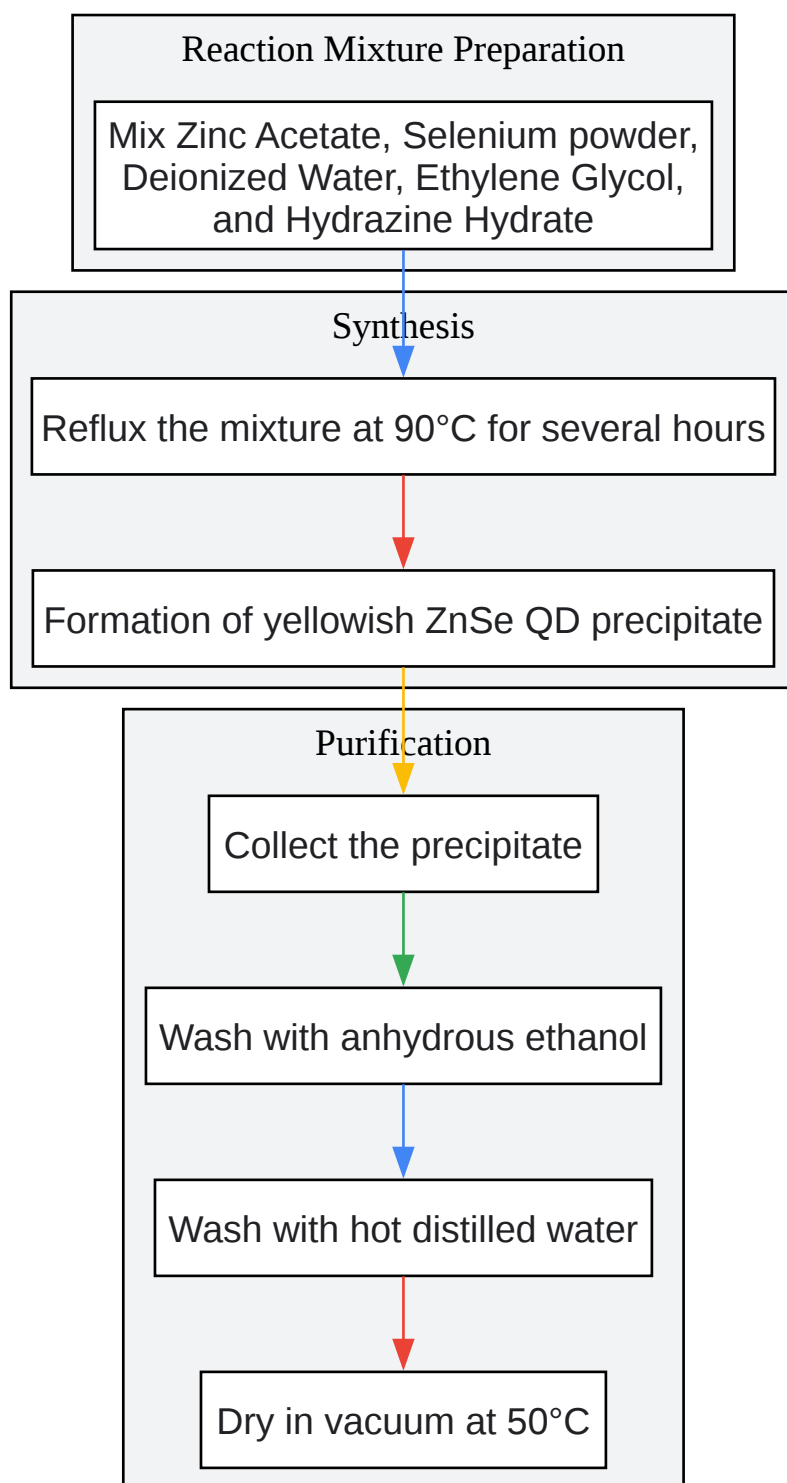 Reaction Mixture Preparation
Mix Zinc Acetate, Selenium powder,
Deionized Water, Ethylene Glycol,
and Hydrazine Hydrate
Synthesis
Reflux the mixture at 90°C for several hours
Formation of yellowish ZnSe QD precipitate
Purification
Collect the precipitate
Wash with anhydrous ethanol
Wash with hot distilled water
Dry in vacuum at 50°C